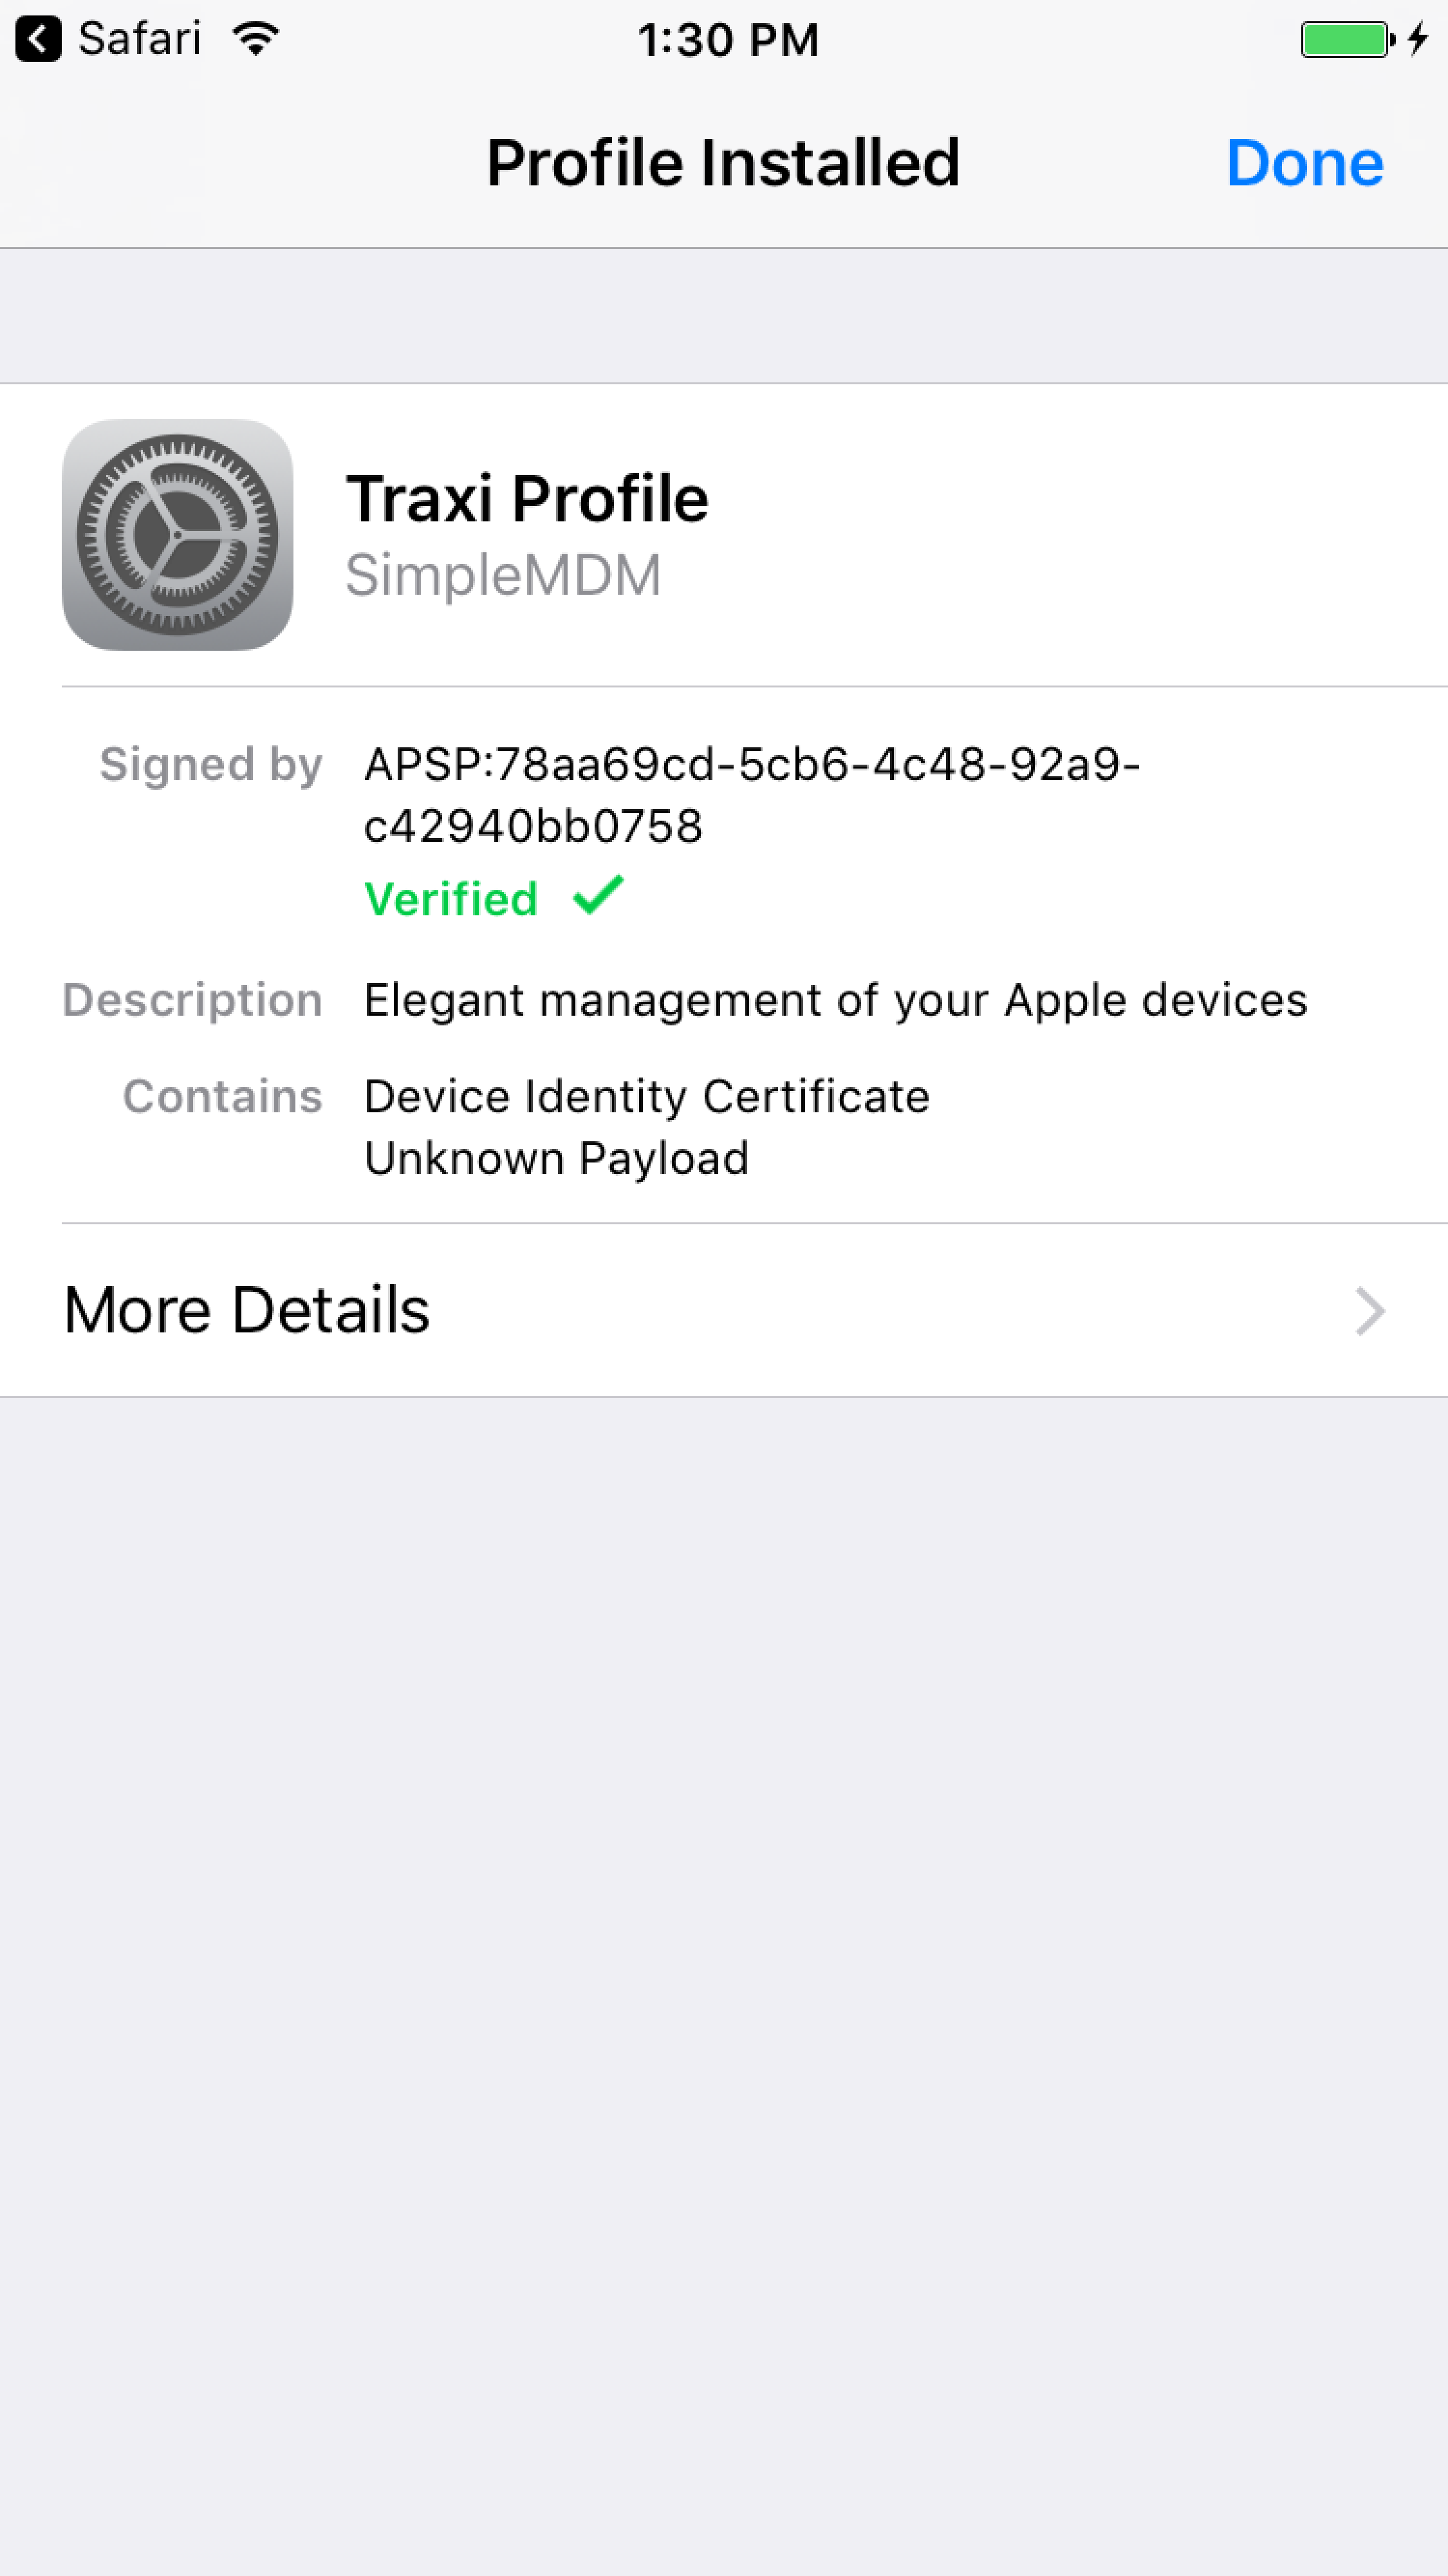 Safari
1:30 PM
Profile Installed
Done
Traxi Profile
SimpleMDM
Signed by
APSP:78aa69cd-5cb6-4c48-92a9-
c42940bb0758
Verified
Description
Elegant management of your Apple devices
Contains
Device Identity Certificate
Unknown Payload
More Details